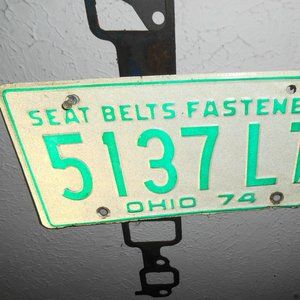 SEAT BELTS FASTENE
5137 L
OHIO 74